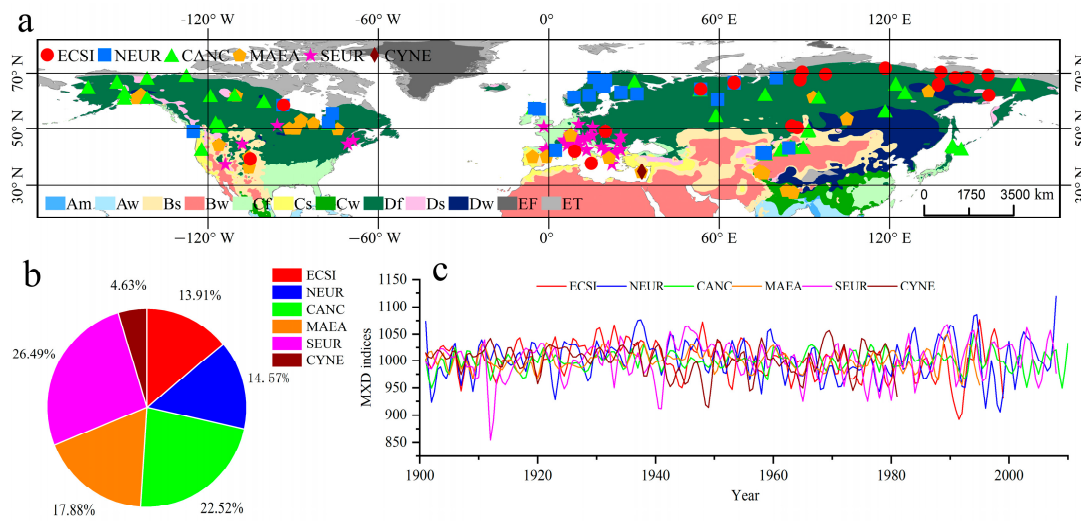 a
−120° W −60° W 0° 60° E 120° E
ECSI NEUR CANC MAEA SEUR CYNE
70° N 70° N
50° N 50° N
30° N 30° N
0 1750 3500 km
Am Aw Bs Bw Cf Cs Cw Df Ds Dw EF ET
−120° W −60° W 0° 60° E 120° E
b
4.63%
13.91%
14.57%
22.52%
17.88%
26.49%
ECSI
NEUR
CANC
MAEA
SEUR
CYNE
c
ECSI NEUR CANC MAEA SEUR CYNE
MXD indices
1150
1100
1050
1000
950
900
850
1901 1920 1940 1960 1980 2000
Year